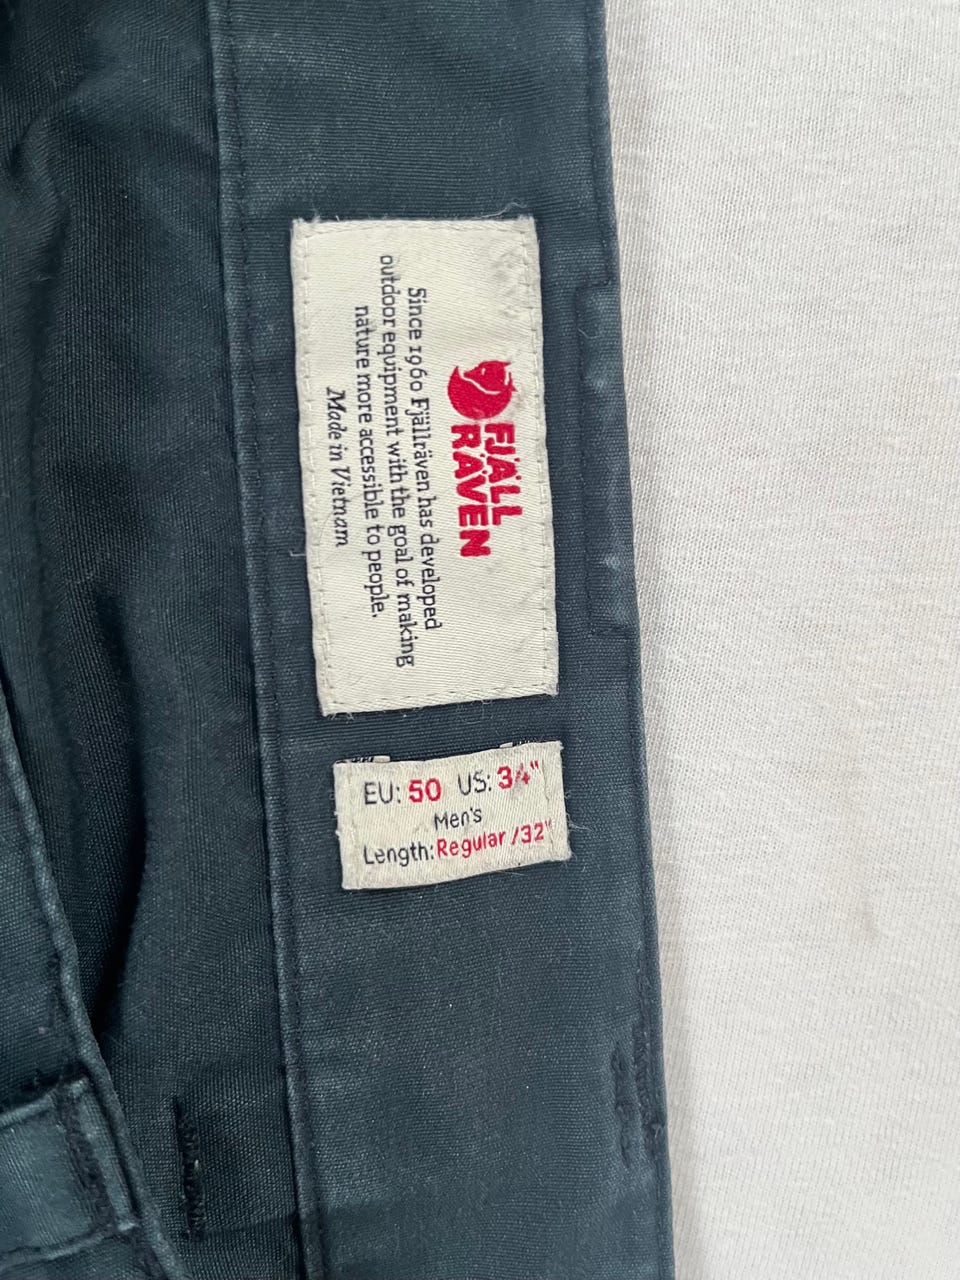 FJÄLL
RÄVEN
Since 1960 Fjällräven has developed
outdoor equipment with the goal of making
nature more accessible to people.
Made in Vietnam
EU: 50 US: 34"
Men's
Length: Regular /32"